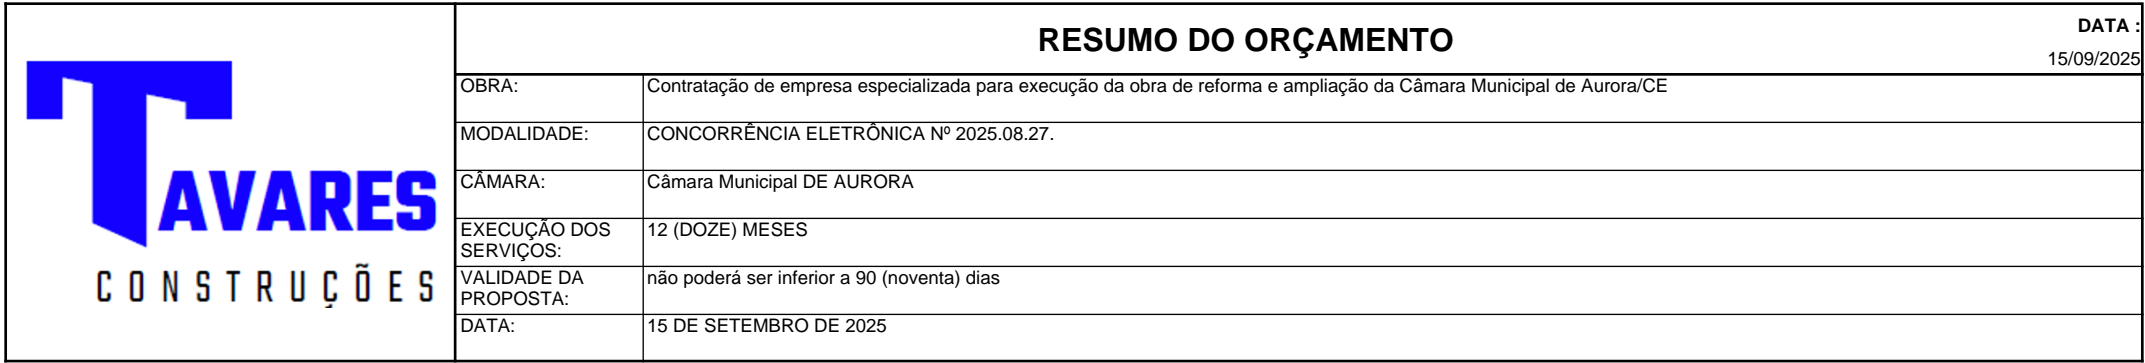 TAVARES
CONSTRUÇÕES
RESUMO DO ORÇAMENTO
DATA :
15/09/2025
OBRA: Contratação de empresa especializada para execução da obra de reforma e ampliação da Câmara Municipal de Aurora/CE
MODALIDADE: CONCORRÊNCIA ELETRÔNICA Nº 2025.08.27.
CÂMARA: Câmara Municipal DE AURORA
EXECUÇÃO DOS SERVIÇOS: 12 (DOZE) MESES
VALIDADE DA PROPOSTA: não poderá ser inferior a 90 (noventa) dias
DATA: 15 DE SETEMBRO DE 2025